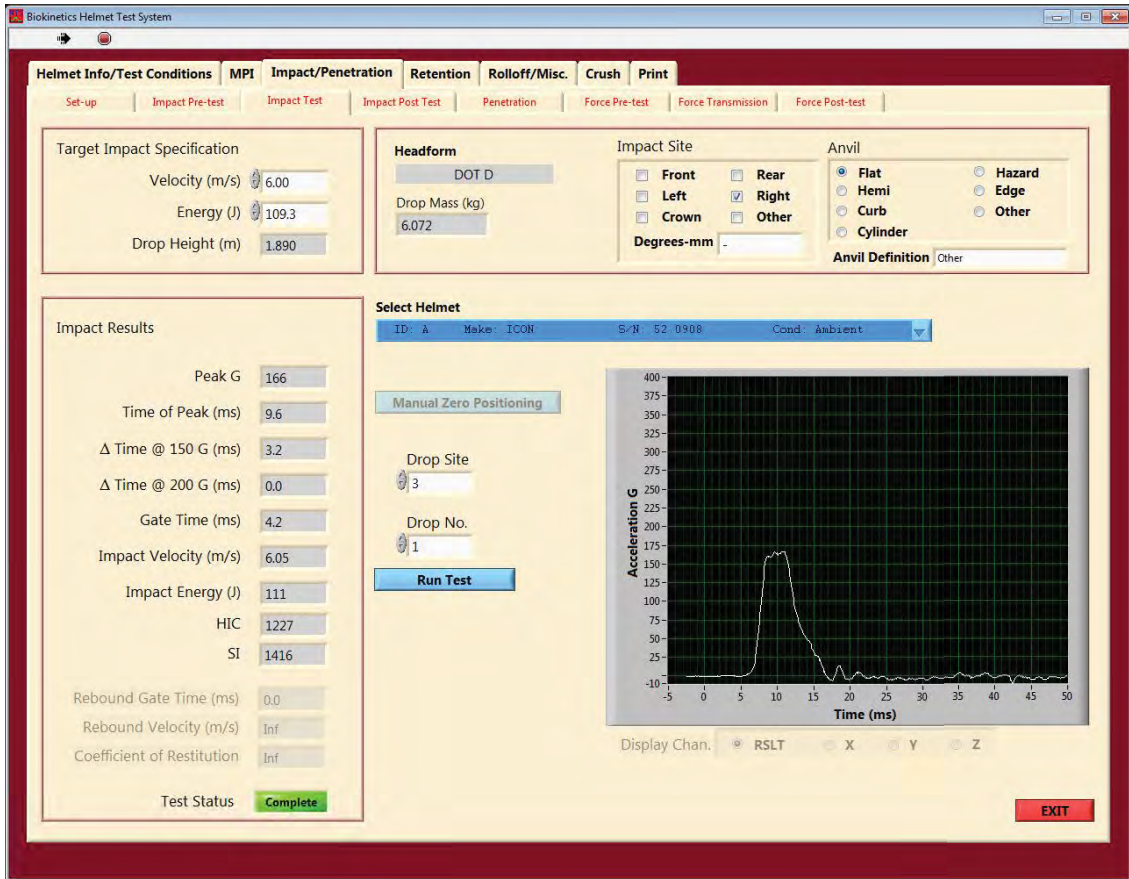 Biokinetics Helmet Test System
Helmet Info/Test Conditions MPI Impact/Penetration Retention Rolloff/Misc. Crush Print
Set-up Impact Pre-test Impact Test Impact Post Test Penetration Force Pre-test Force Transmission Force Post-test
Target Impact Specification
Velocity (m/s) 6.00
Energy (J) 109.3
Drop Height (m) 1.890
Headform
DOT D
Drop Mass (kg)
6.072
Impact Site
Front Rear
Left Right
Crown Other
Degrees-mm -
Anvil
Flat Hazard
Hemi Edge
Curb Other
Cylinder
Anvil Definition Other
Impact Results
Peak G 166
Time of Peak (ms) 9.6
Δ Time @ 150 G (ms) 3.2
Δ Time @ 200 G (ms) 0.0
Gate Time (ms) 4.2
Impact Velocity (m/s) 6.05
Impact Energy (J) 111
HIC 1227
SI 1416
Rebound Gate Time (ms) 0.0
Rebound Velocity (m/s) Inf
Coefficient of Restitution Inf
Test Status Complete
Select Helmet
ID: A Make: ICON S/N: 52 0908 Cond: Ambient
Manual Zero Positioning
Drop Site
3
Drop No.
1
Run Test
Acceleration G
400
375
350
325
300
275
250
225
200
175
150
125
100
75
50
25
-10
-5 0 5 10 15 20 25 30 35 40 45 50
Time (ms)
Display Chan. RSLT X Y Z
EXIT